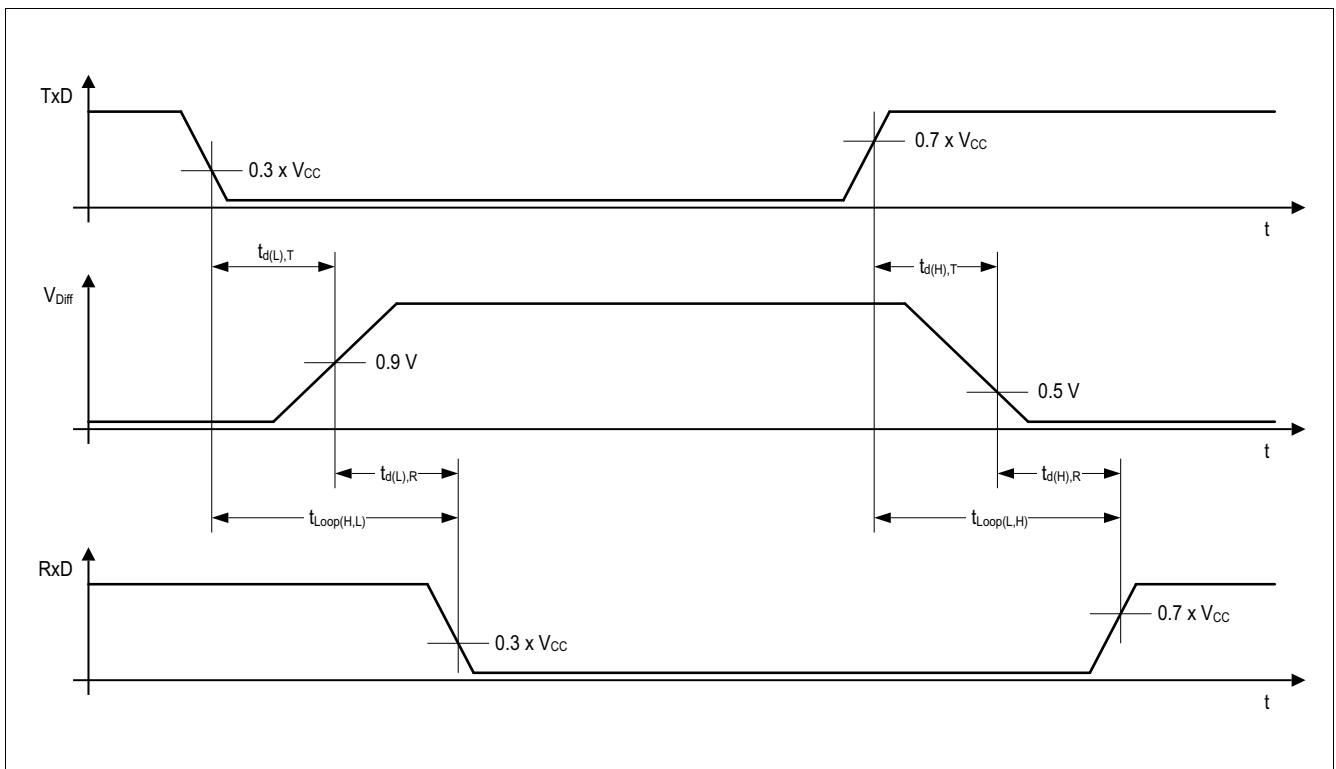 TxD
0.3 x VCC
0.7 x VCC
t
td(L),T
td(H),T
VDiff
0.9 V
0.5 V
t
td(L),R
td(H),R
tLoop(H,L)
tLoop(L,H)
RxD
0.3 x VCC
0.7 x VCC
t